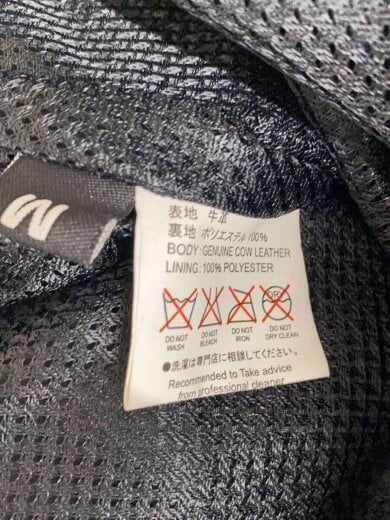 M
表地 牛革
裏地 ポリエステル100%
BODY: GENUINE COW LEATHER
LINING: 100% POLYESTER
DRY
DO NOT WASH
DO NOT BLEACH
DO NOT IRON
DO NOT DRY CLEAN
●洗濯は専門店に相談してください。
Recommended to Take advice
from professional cleaner